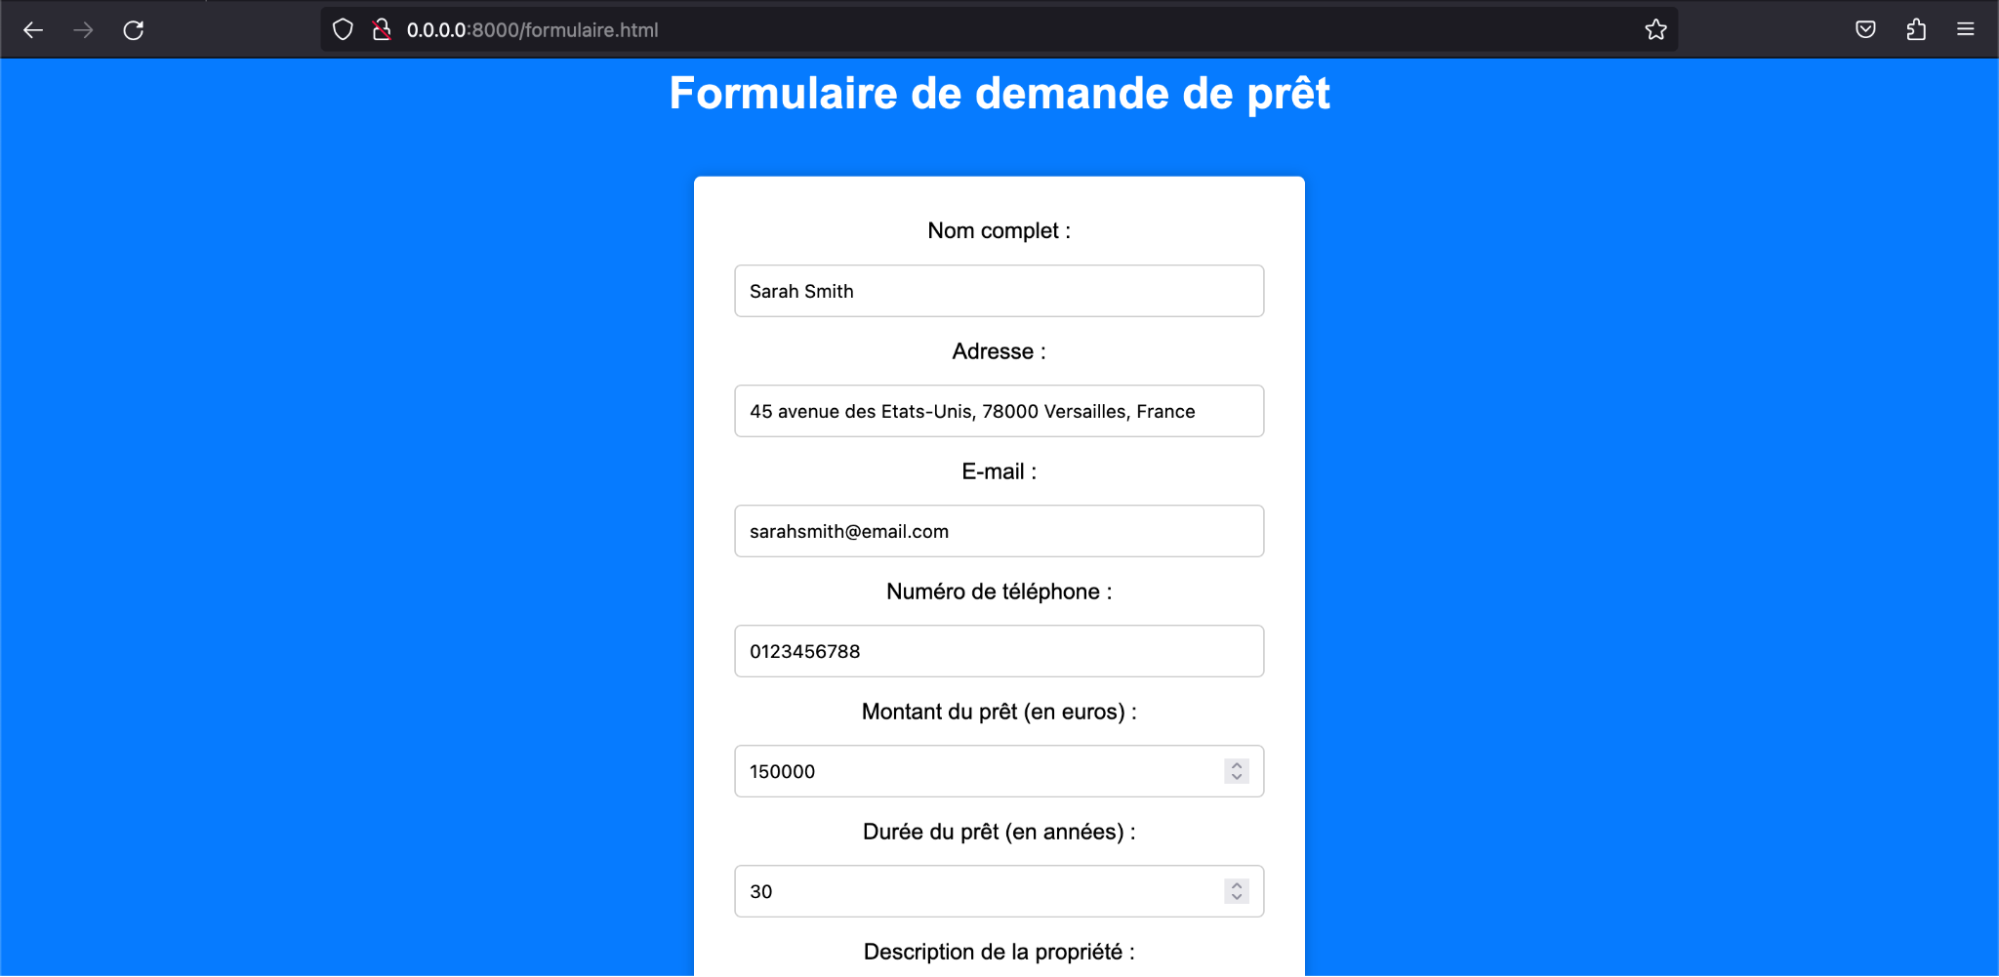 0.0.0.0:8000/formulaire.html
Formulaire de demande de prêt
Nom complet :
Sarah Smith
Adresse :
45 avenue des Etats-Unis, 78000 Versailles, France
E-mail :
sarahsmith@email.com
Numéro de téléphone :
0123456788
Montant du prêt (en euros) :
150000
Durée du prêt (en années) :
30
Description de la propriété :